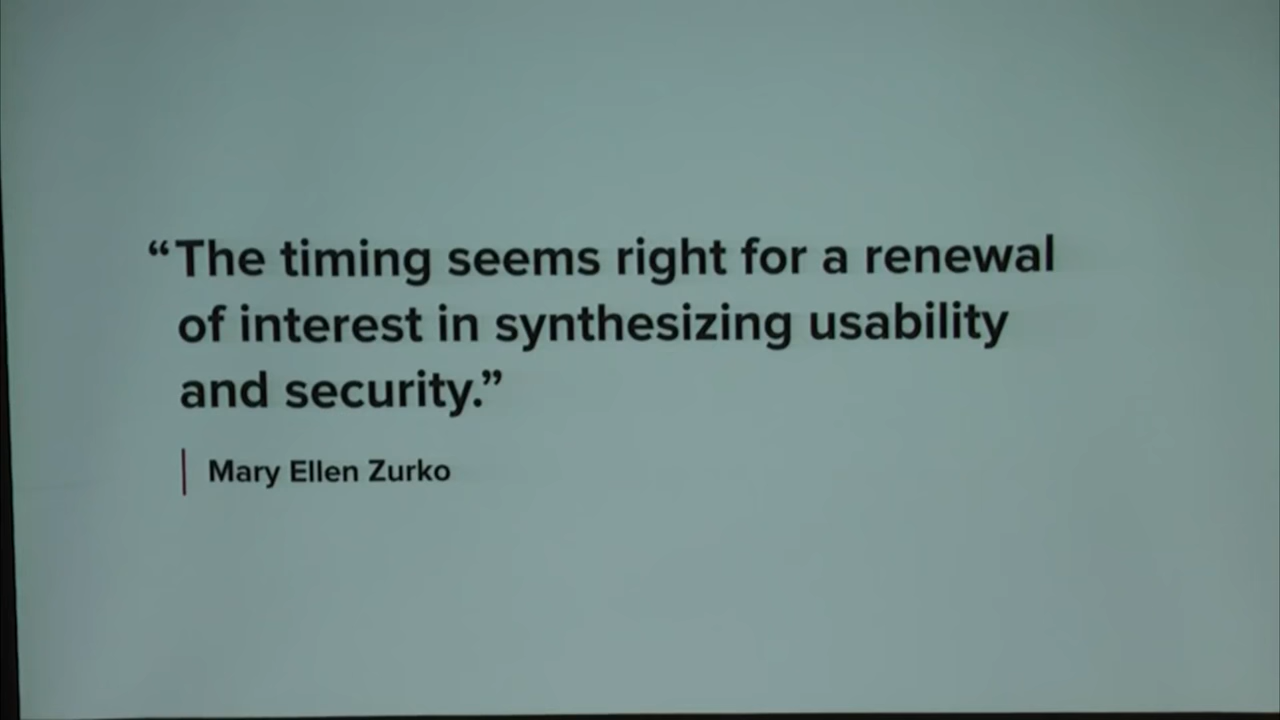 “The timing seems right for a renewal
of interest in synthesizing usability
and security.”
Mary Ellen Zurko